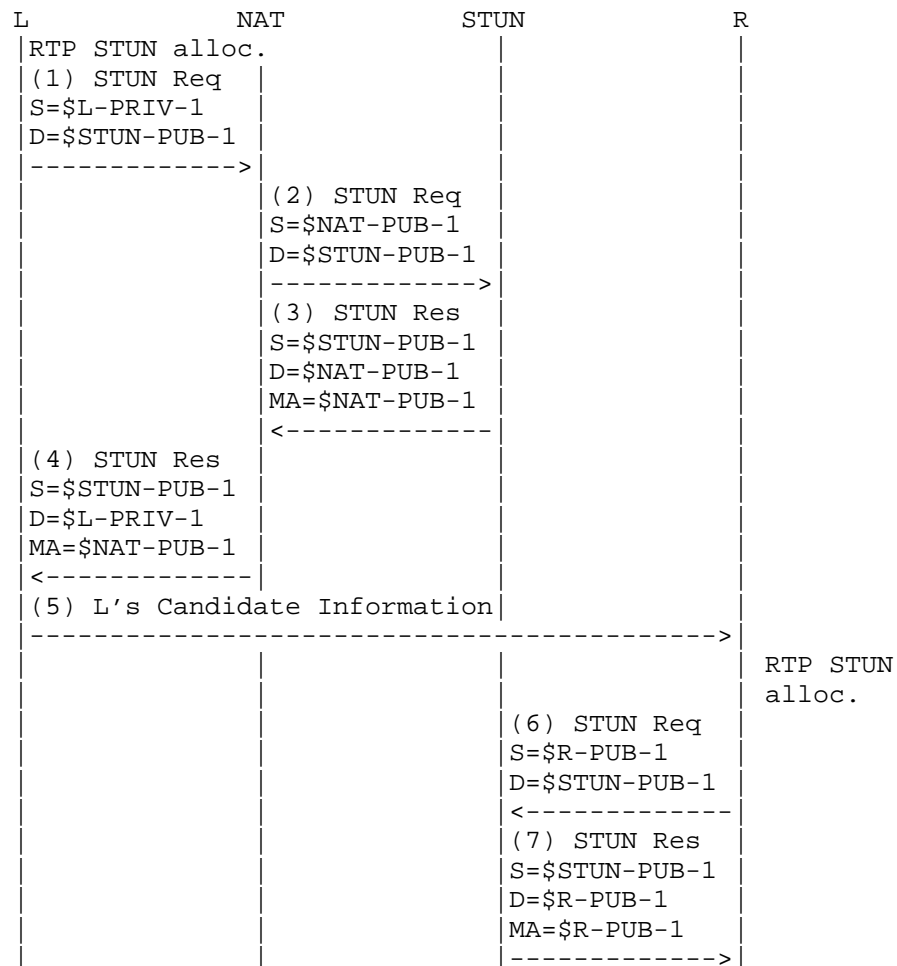 L NAT STUN R
RTP STUN alloc.
(1) STUN Req
S=$L-PRIV-1
D=$STUN-PUB-1
------------->
(2) STUN Req
S=$NAT-PUB-1
D=$STUN-PUB-1
------------->
(3) STUN Res
S=$STUN-PUB-1
D=$NAT-PUB-1
MA=$NAT-PUB-1
<-------------
(4) STUN Res
S=$STUN-PUB-1
D=$L-PRIV-1
MA=$NAT-PUB-1
<-------------
(5) L's Candidate Information
------------------------------------------->
RTP STUN
alloc.
(6) STUN Req
S=$R-PUB-1
D=$STUN-PUB-1
<-------------
(7) STUN Res
S=$STUN-PUB-1
D=$R-PUB-1
MA=$R-PUB-1
------------->